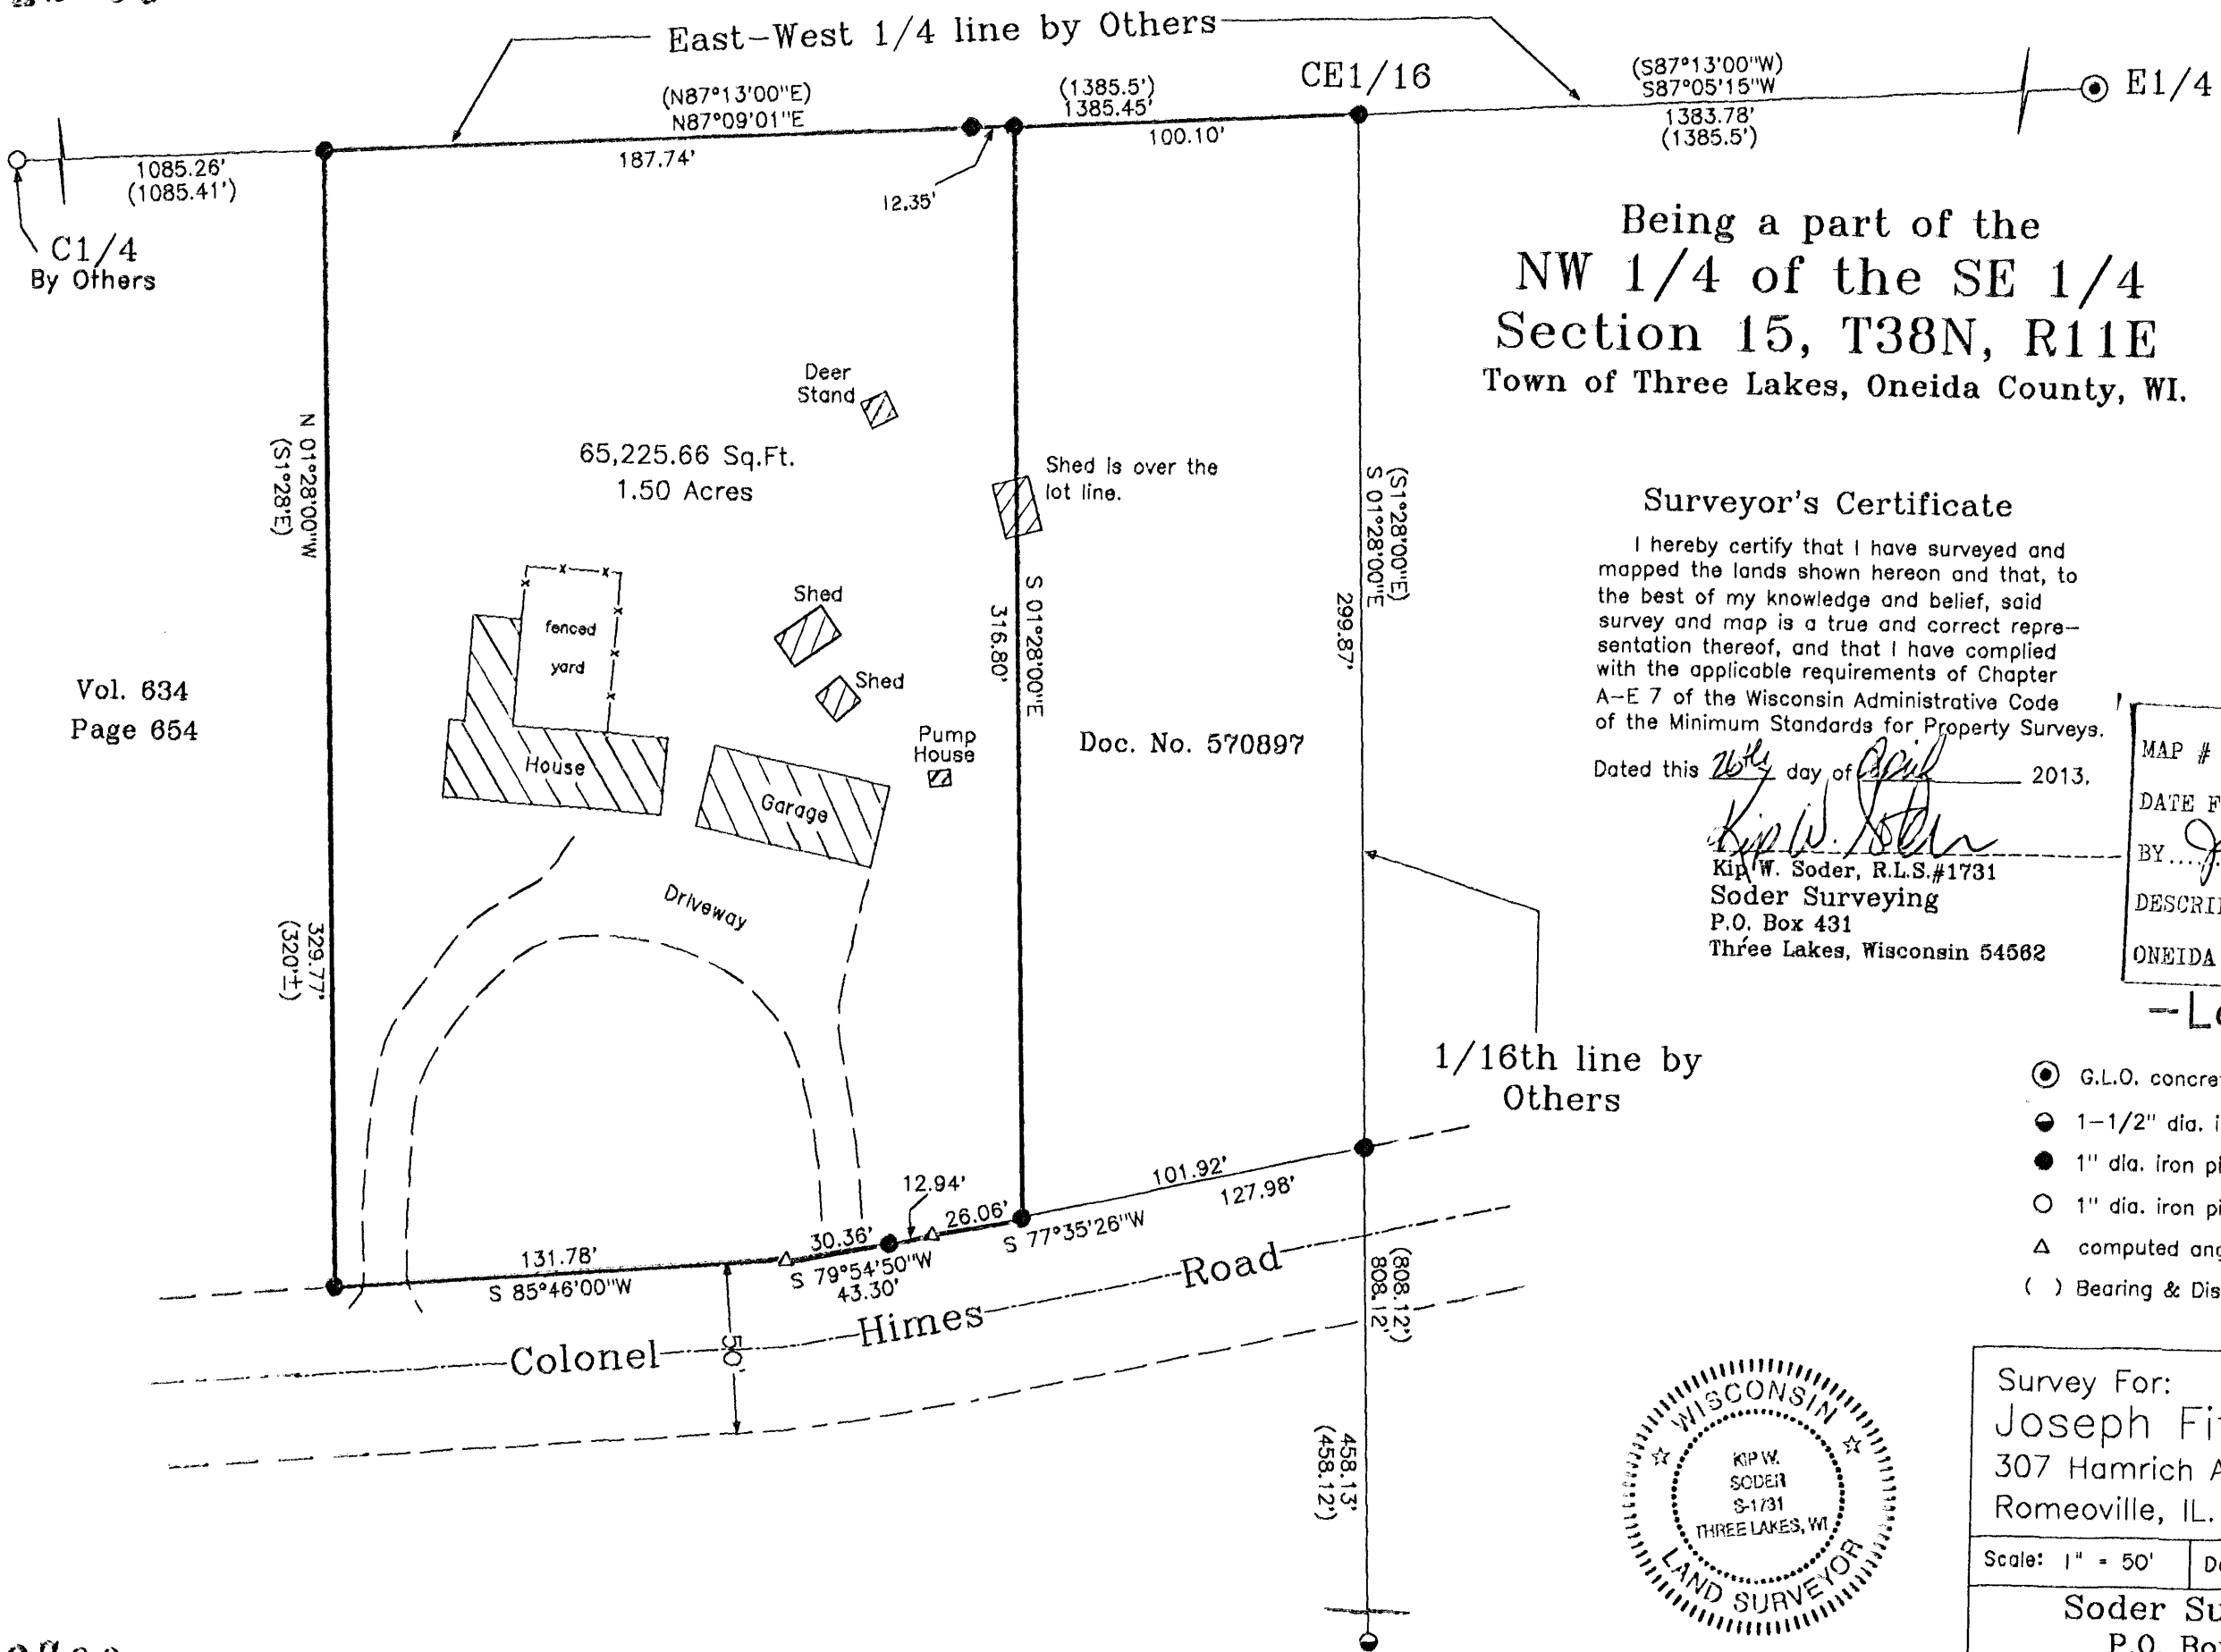 East-West 1/4 line by Others
(N87°13'00"E)
N87°09'01"E
(1385.5')
1385.45'
CE1/16
(S87°13'00"W)
S87°05'15"W
1383.78'
(1385.5')
E1/4
1085.26'
(1085.41')
187.74'
12.35'
100.10'
C1/4
By Others
Being a part of the
NW 1/4 of the SE 1/4
Section 15, T38N, R11E
Town of Three Lakes, Oneida County, WI.
N 01°28'00"W
(S1°28'E)
Deer
Stand
65,225.66 Sq.Ft.
1.50 Acres
Shed is over the
lot line.
(S1°28'00"E)
S 01°28'00"E
299.87'
S 01°28'00"E
316.80'
fenced
yard
Shed
Shed
Pump
House
House
Garage
Driveway
Vol. 634
Page 654
Doc. No. 570897
329.77'
(320'±)
Surveyor's Certificate
I hereby certify that I have surveyed and
mapped the lands shown hereon and that, to
the best of my knowledge and belief, said
survey and map is a true and correct repre-
sentation thereof, and that I have complied
with the applicable requirements of Chapter
A-E 7 of the Wisconsin Administrative Code
of the Minimum Standards for Property Surveys.
Dated this 26th day of April 2013.
Kip W. Soder
Kip W. Soder, R.L.S.#1731
Soder Surveying
P.O. Box 431
Three Lakes, Wisconsin 54562
MAP #
DATE F
BY
DESCRI
ONEIDA
1/16th line by
Others
-Le
G.L.O. concre
1-1/2" dia. i
1" dia. iron pi
1" dia. iron pi
computed ang
( ) Bearing & Dis
131.78'
S 85°46'00"W
30.36'
S 79°54'50"W
43.30'
12.94'
26.06'
S 77°35'26"W
101.92'
127.98'
Colonel Himes Road
50'
(808.12')
808.12'
458.13'
(458.12')
WISCONSIN
KIP W.
SODER
S-1731
THREE LAKES, WI
LAND SURVEYOR
Survey For:
Joseph Fi
307 Hamrich A
Romeoville, IL.
Scale: 1" = 50'
Soder Su
P.O. Bo